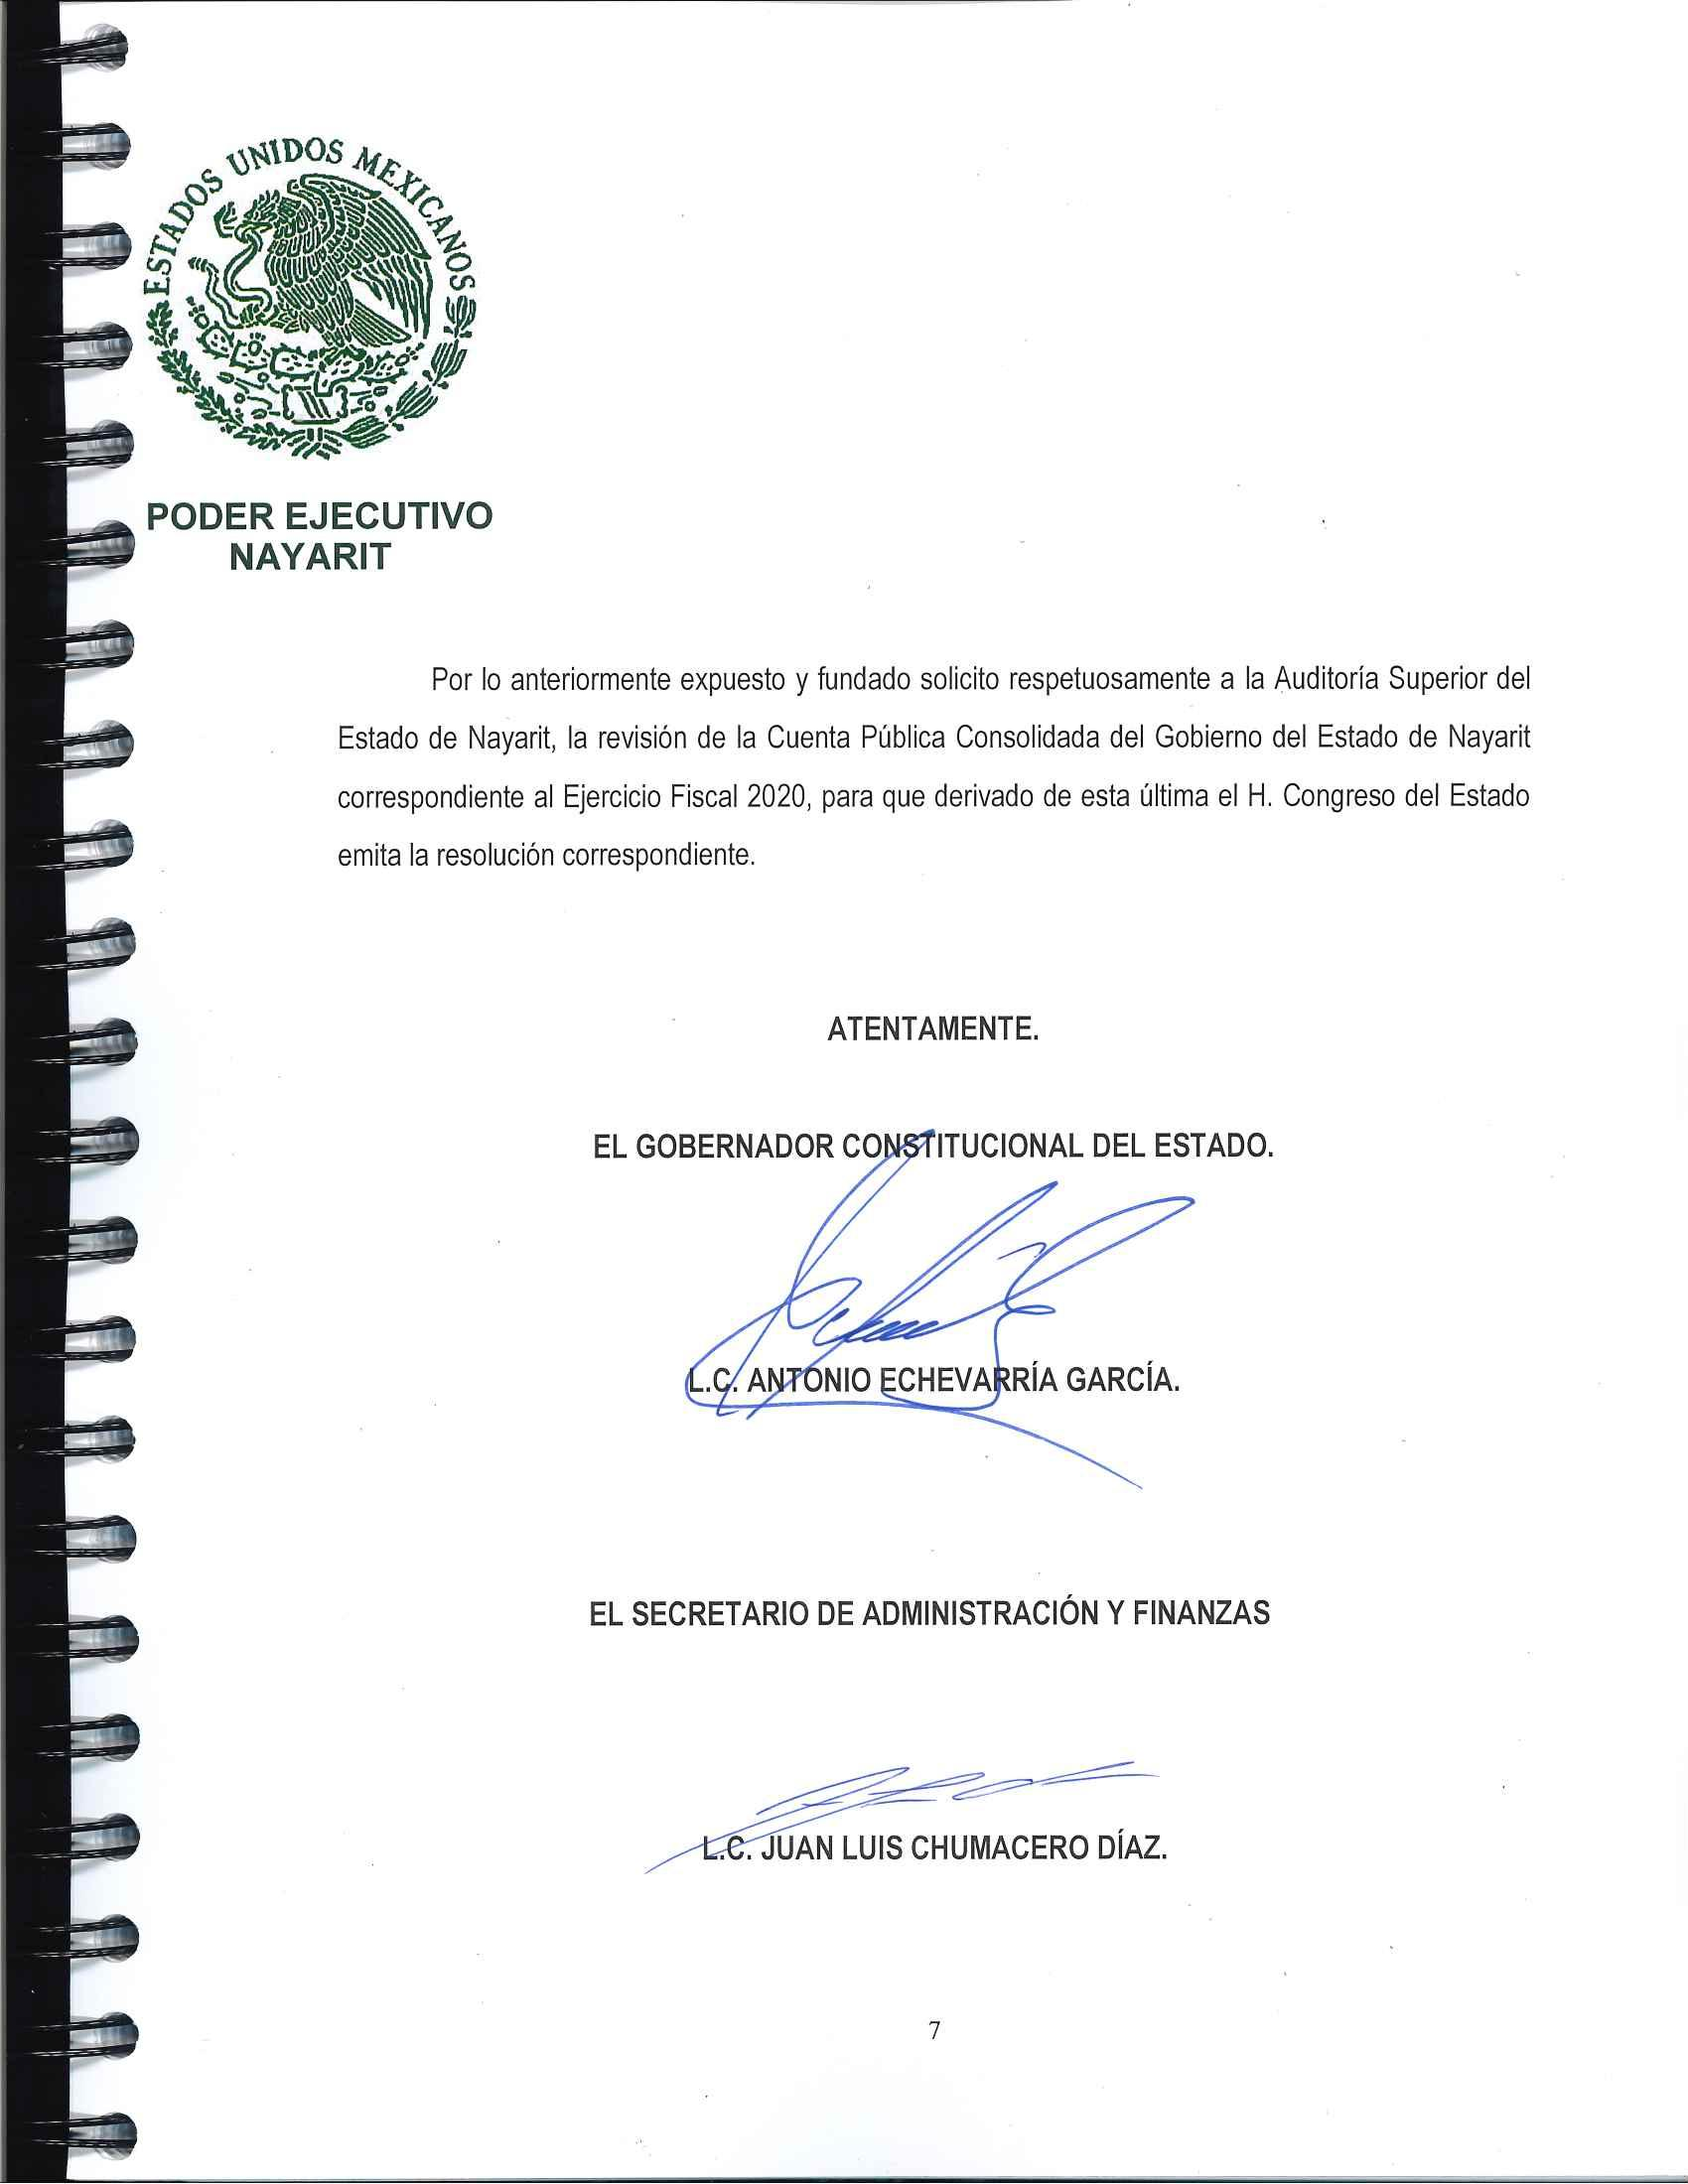 ESTADOS UNIDOS MEXICANOS
PODER EJECUTIVO
NAYARIT
Por lo anteriormente expuesto y fundado solicito respetuosamente a la Auditoría Superior del
Estado de Nayarit, la revisión de la Cuenta Pública Consolidada del Gobierno del Estado de Nayarit
correspondiente al Ejercicio Fiscal 2020, para que derivado de esta última el H. Congreso del Estado
emita la resolución correspondiente.
ATENTAMENTE.
EL GOBERNADOR CONSTITUCIONAL DEL ESTADO.
L.C. ANTONIO ECHEVARRÍA GARCÍA.
EL SECRETARIO DE ADMINISTRACIÓN Y FINANZAS
L.C. JUAN LUIS CHUMACERO DÍAZ.
7